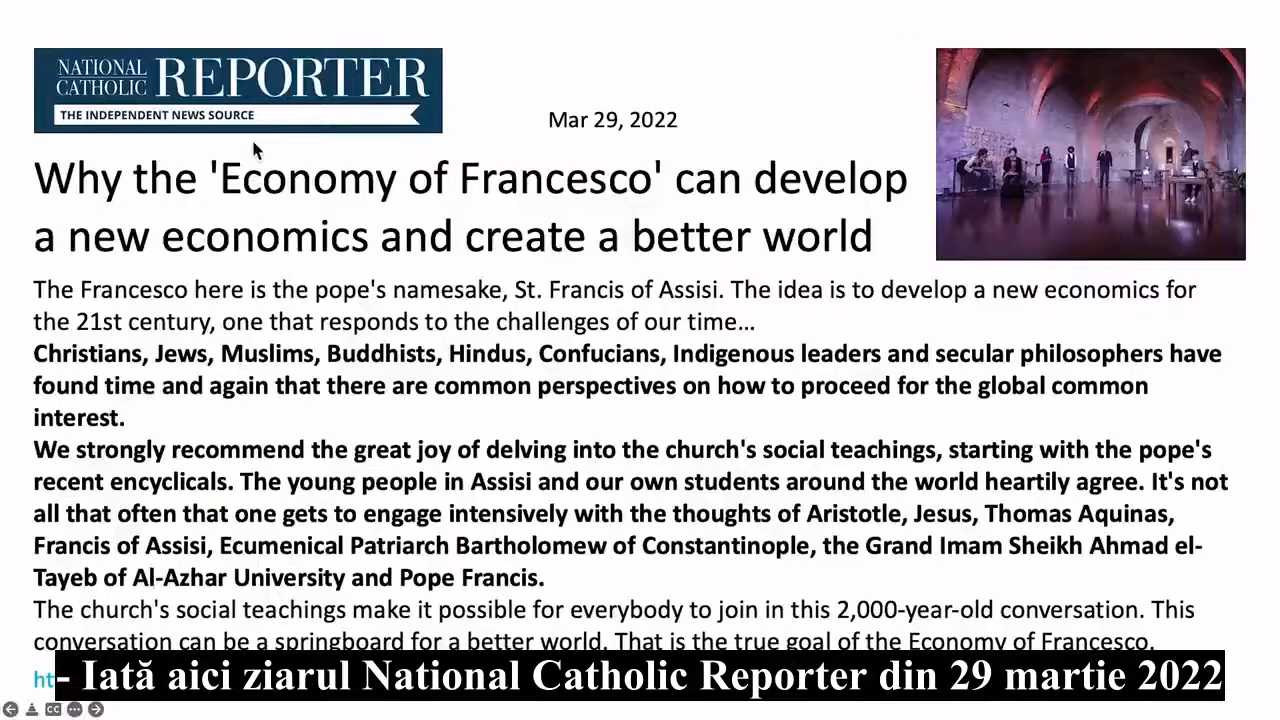 NATIONAL CATHOLIC REPORTER
THE INDEPENDENT NEWS SOURCE
Mar 29, 2022
Why the 'Economy of Francesco' can develop
a new economics and create a better world
The Francesco here is the pope's namesake, St. Francis of Assisi. The idea is to develop a new economics for
the 21st century, one that responds to the challenges of our time...
Christians, Jews, Muslims, Buddhists, Hindus, Confucians, Indigenous leaders and secular philosophers have
found time and again that there are common perspectives on how to proceed for the global common
interest.
We strongly recommend the great joy of delving into the church's social teachings, starting with the pope's
recent encyclicals. The young people in Assisi and our own students around the world heartily agree. It's not
all that often that one gets to engage intensively with the thoughts of Aristotle, Jesus, Thomas Aquinas,
Francis of Assisi, Ecumenical Patriarch Bartholomew of Constantinople, the Grand Imam Sheikh Ahmad el-
Tayeb of Al-Azhar University and Pope Francis.
The church's social teachings make it possible for everybody to join in this 2,000-year-old conversation. This
conversation can be a springboard for a better world. That is the true goal of the Economy of Francesco.
ht
- Iată aici ziarul National Catholic Reporter din 29 martie 2022